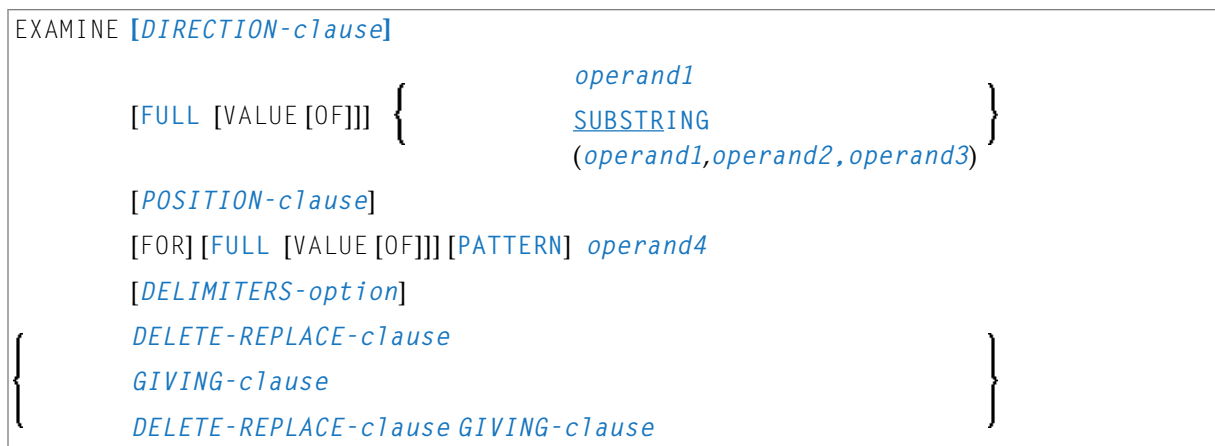 EXAMINE [DIRECTION-clause]
operand1
[FULL [VALUE [OF]]] {
SUBSTRING
}
(operand1,operand2,operand3)
[POSITION-clause]
[FOR] [FULL [VALUE [OF]]] [PATTERN] operand4
[DELIMITERS-option]
DELETE-REPLACE-clause
{ GIVING-clause }
DELETE-REPLACE-clause GIVING-clause